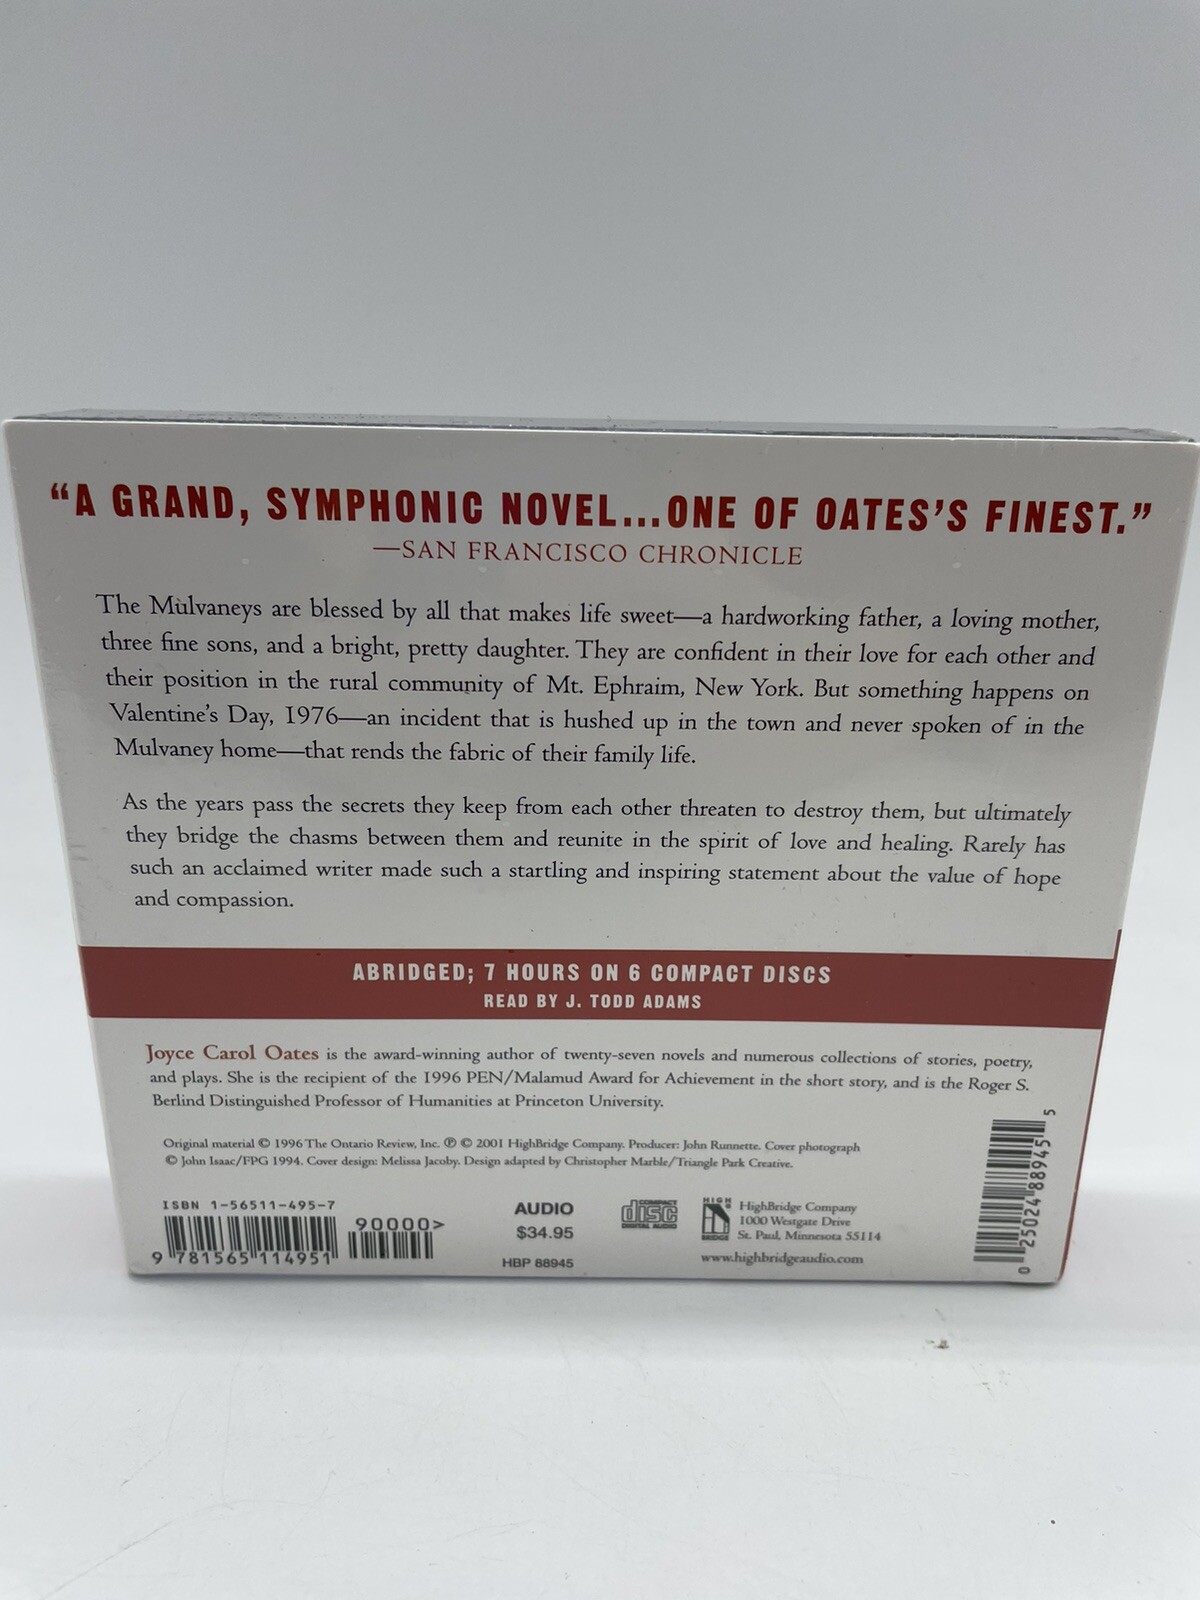 “A GRAND, SYMPHONIC NOVEL...ONE OF OATES’S FINEST.”
—SAN FRANCISCO CHRONICLE
The Mulvaneys are blessed by all that makes life sweet—a hardworking father, a loving mother,
three fine sons, and a bright, pretty daughter. They are confident in their love for each other and
their position in the rural community of Mt. Ephraim, New York. But something happens on
Valentine’s Day, 1976—an incident that is hushed up in the town and never spoken of in the
Mulvaney home—that rends the fabric of their family life.
As the years pass the secrets they keep from each other threaten to destroy them, but ultimately
they bridge the chasms between them and reunite in the spirit of love and healing. Rarely has
such an acclaimed writer made such a startling and inspiring statement about the value of hope
and compassion.
ABRIDGED; 7 HOURS ON 6 COMPACT DISCS
READ BY J. TODD ADAMS
Joyce Carol Oates is the award-winning author of twenty-seven novels and numerous collections of stories, poetry,
and plays. She is the recipient of the 1996 PEN/Malamud Award for Achievement in the short story, and is the Roger S.
Berlind Distinguished Professor of Humanities at Princeton University.
Original material © 1996 The Ontario Review, Inc. ℗ © 2001 HighBridge Company. Producer: John Runnette. Cover photograph
© John Isaac/FPG 1994. Cover design: Melissa Jacoby. Design adapted by Christopher Marble/Triangle Park Creative.
ISBN 1-56511-495-7
90000>
9 781565 114951
AUDIO
$34.95
HBP 88945
COMPACT
disc
DIGITAL AUDIO
HIGH
BRIDGE
HighBridge Company
1000 Westgate Drive
St. Paul, Minnesota 55114
www.highbridgeaudio.com
0 25024 88945 5